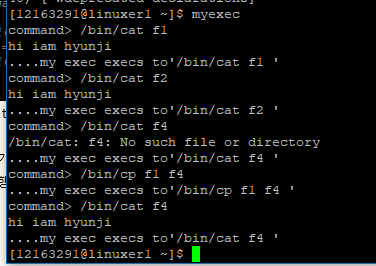 [12163291@linuxer1 ~]$ myexec
command> /bin/cat f1
hi iam hyunji
....my exec execs to'/bin/cat f1 '
command> /bin/cat f2
hi iam hyunji
....my exec execs to'/bin/cat f2 '
command> /bin/cat f4
/bin/cat: f4: No such file or directory
....my exec execs to'/bin/cat f4 '
command> /bin/cp f1 f4
....my exec execs to'/bin/cp f1 f4 '
command> /bin/cat f4
hi iam hyunji
....my exec execs to'/bin/cat f4 '
[12163291@linuxer1 ~]$